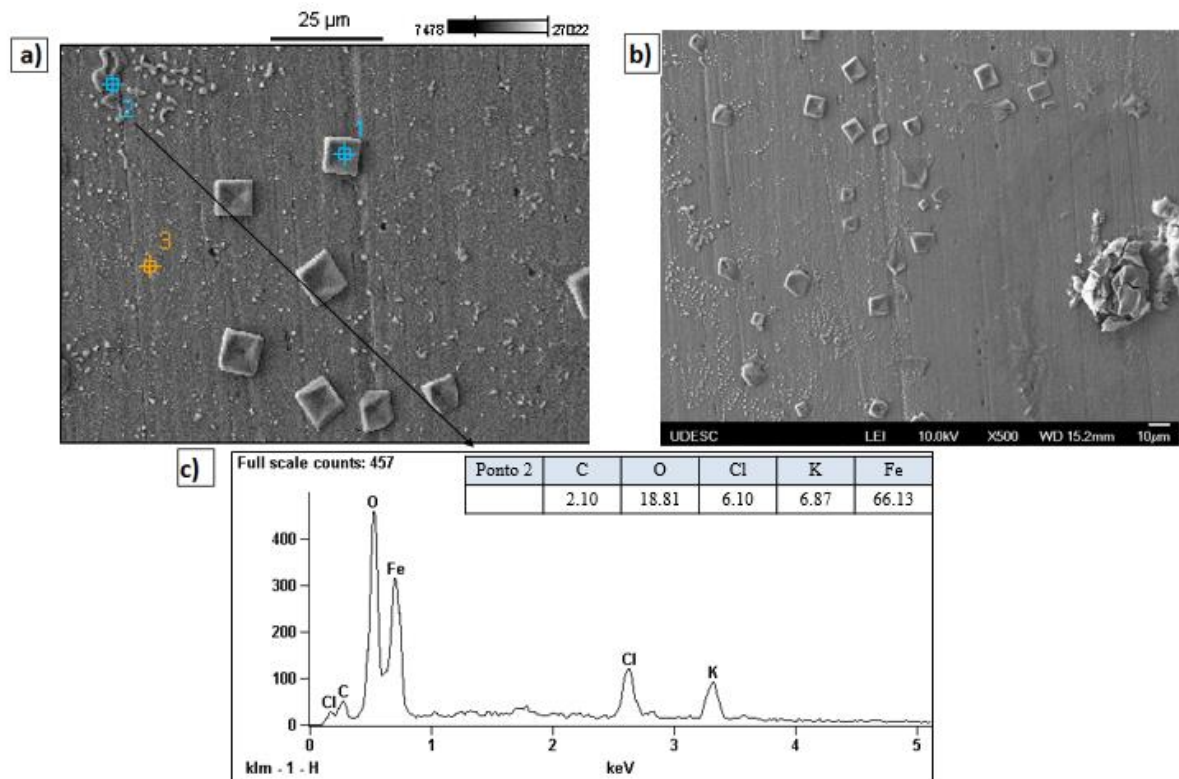 25 µm
7478 27022
a)
2
1
3
b)
UDESC LEI 10.0kV X500 WD 15.2mm 10µm
c)
Full scale counts: 457
Ponto 2 C O Cl K Fe
2.10 18.81 6.10 6.87 66.13
O
400
Fe
300
200
Cl
K
100
Cl C
0
0 1 2 3 4 5
klm - 1 - H keV